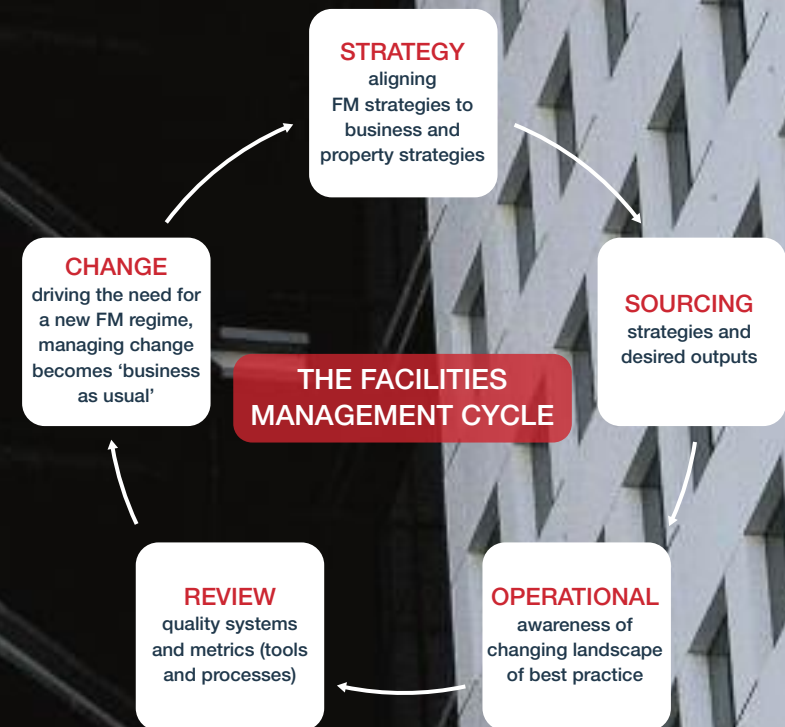 STRATEGY
aligning
FM strategies to
business and
property strategies
SOURCING
strategies and
desired outputs
OPERATIONAL
awareness of
changing landscape
of best practice
REVIEW
quality systems
and metrics (tools
and processes)
CHANGE
driving the need for
a new FM regime,
managing change
becomes ‘business
as usual’
THE FACILITIES
MANAGEMENT CYCLE